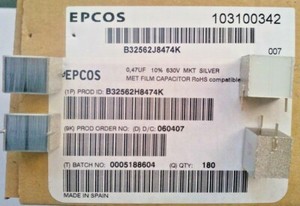 EPCOS
103100342
B32562J8474K
007
EPCOS
0,47UF 10% 630V MKT SILVER
MET FILM CAPACITOR RoHS compatible
(1P) PROD ID: B32562H8474K
(9K) PROD ORDER NO: (D) D/C: 060407
(T) BATCH NO: 0005188604 (Q) QTY: 180
MADE IN SPAIN